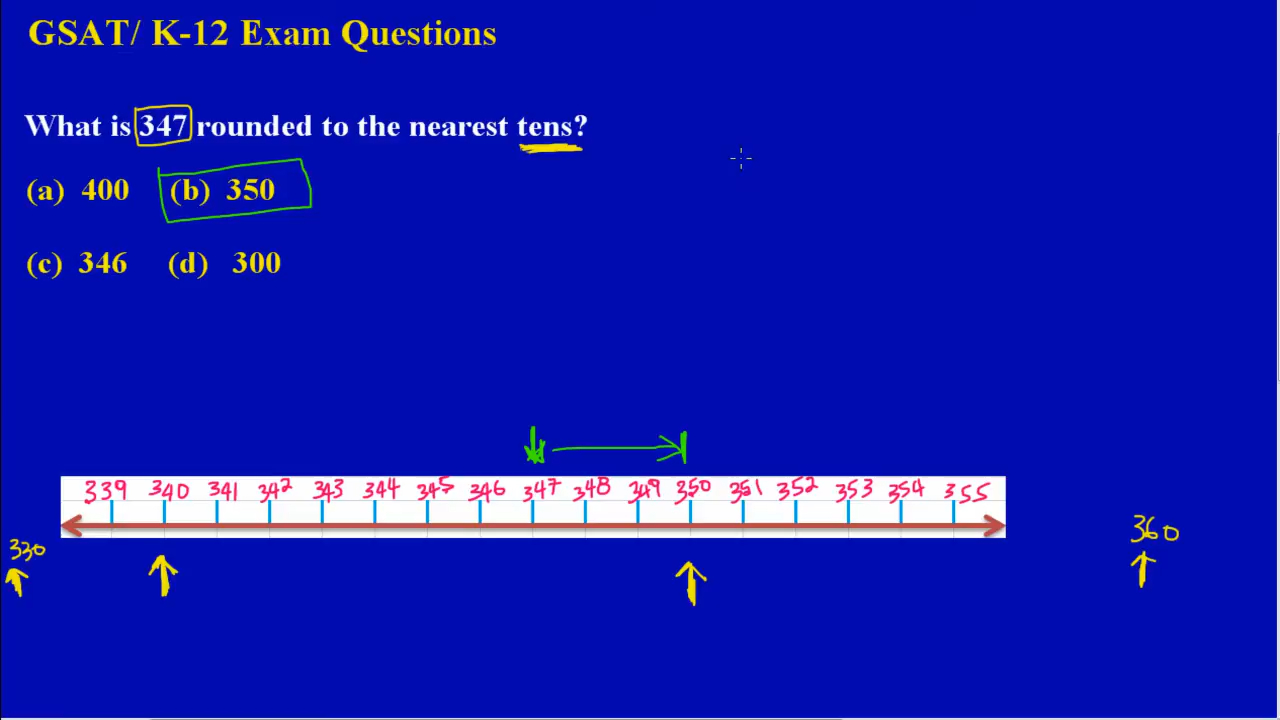 GSAT/ K-12 Exam Questions
What is 347 rounded to the nearest tens?
(a) 400 (b) 350
(c) 346 (d) 300
339 340 341 342 343 344 345 346 347 348 349 350 351 352 353 354 355
330
360